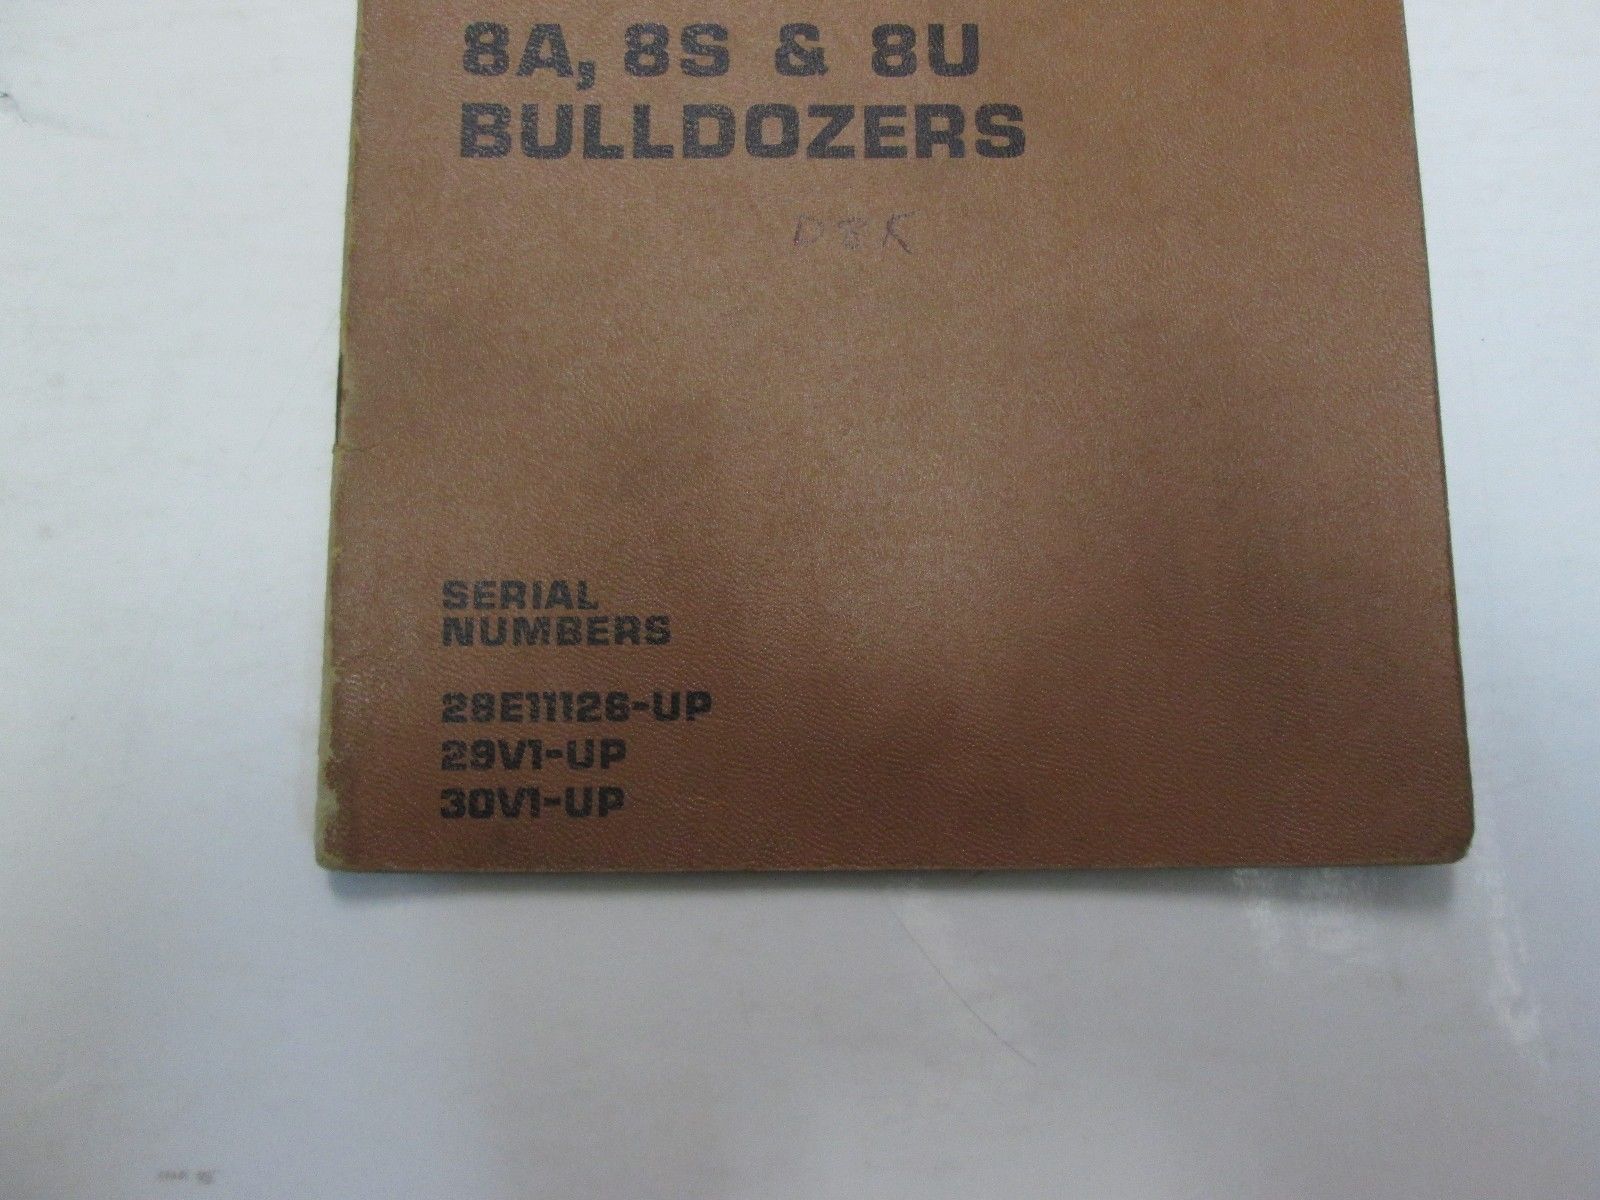 8A, 8S & 8U
BULLDOZERS
D8K
SERIAL
NUMBERS
28E11126-UP
29V1-UP
30V1-UP